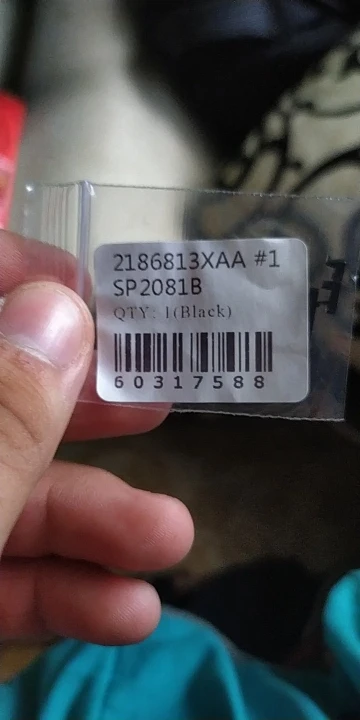 2186813XAA #1
SP2081B
QTY: 1(Black)
60317588